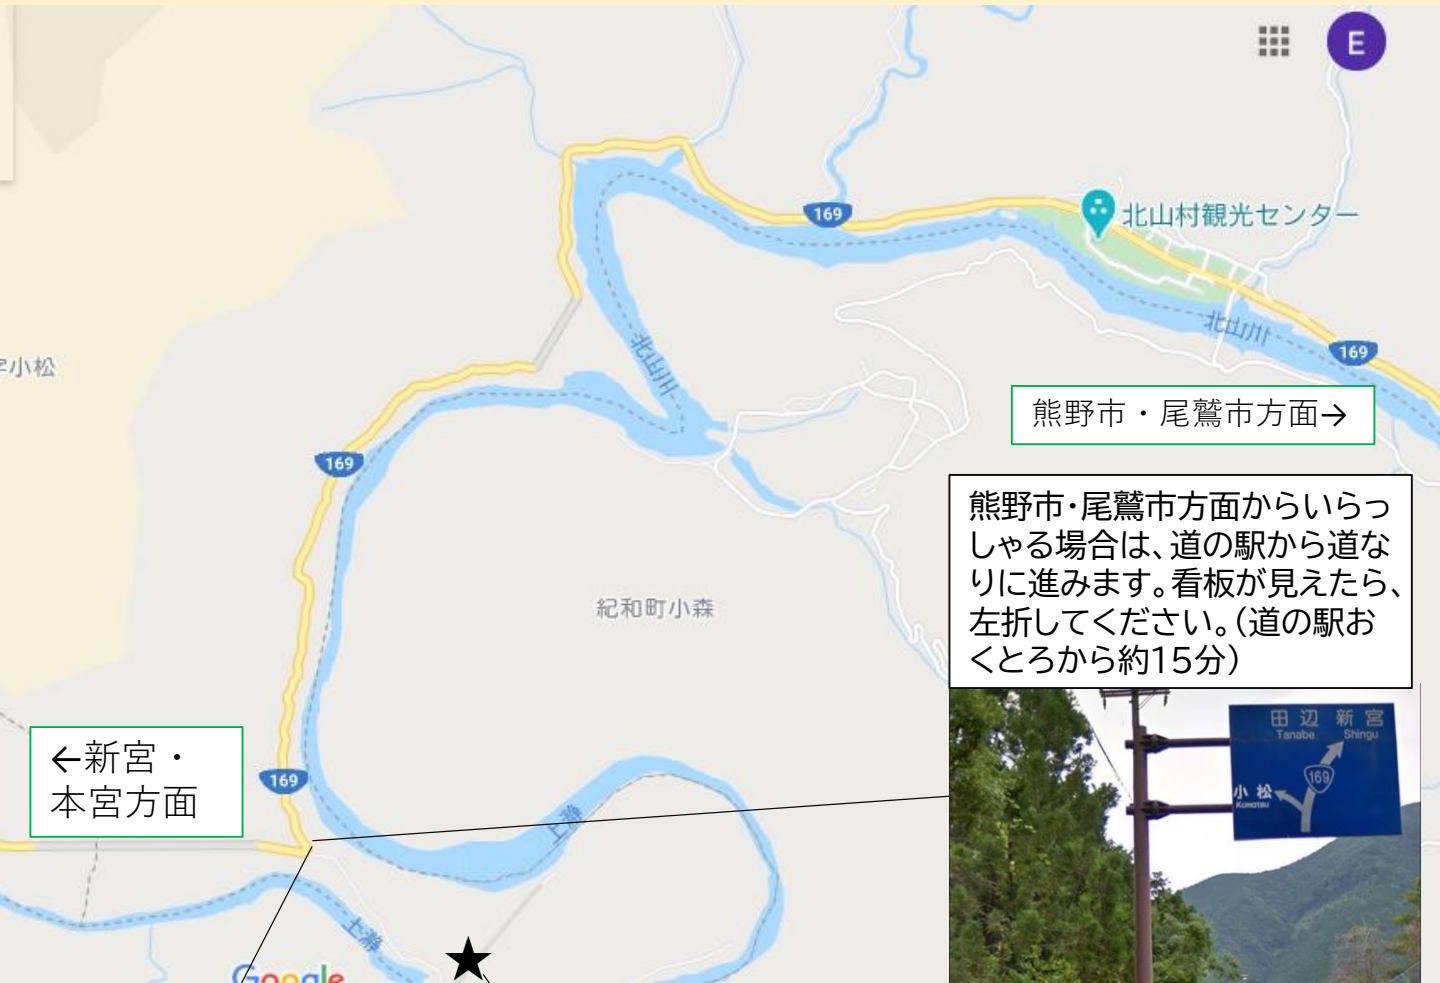 E
169
北山村観光センター
北山川
169
小松
北山川
熊野市・尾鷲市方面→
169
熊野市・尾鷲市方面からいらっ
しゃる場合は、道の駅から道な
りに進みます。看板が見えたら、
左折してください。(道の駅お
くとろから約15分)
紀和町小森
田辺 新宮
Tanabe Shingu
169
小松
Komatsu
←新宮・
本宮方面
169
上瀞
上瀞
Google